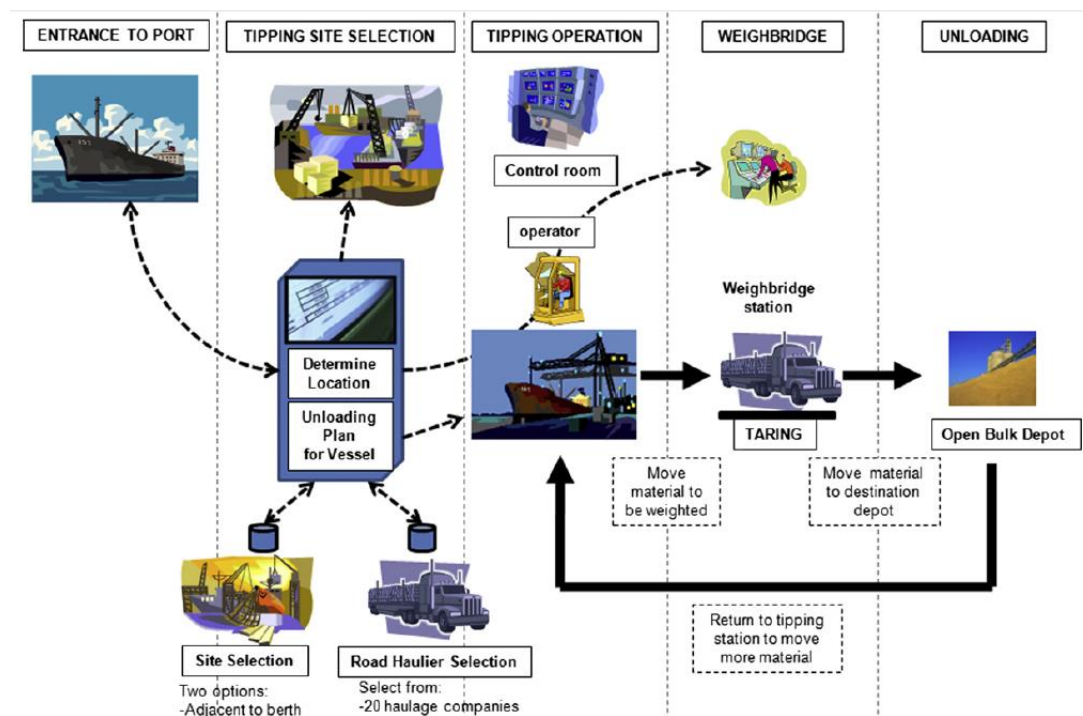 ENTRANCE TO PORT
TIPPING SITE SELECTION
TIPPING OPERATION
WEIGHBRIDGE
UNLOADING
Control room
operator
Determine
Location
Unloading
Plan
for Vessel
Weighbridge
station
TARING
Open Bulk Depot
Move
material to
be weighted
Move material
to destination
depot
Return to tipping
station to move
more material
Site Selection
Two options:
-Adjacent to berth
Road Haulier Selection
Select from:
-20 haulage companies